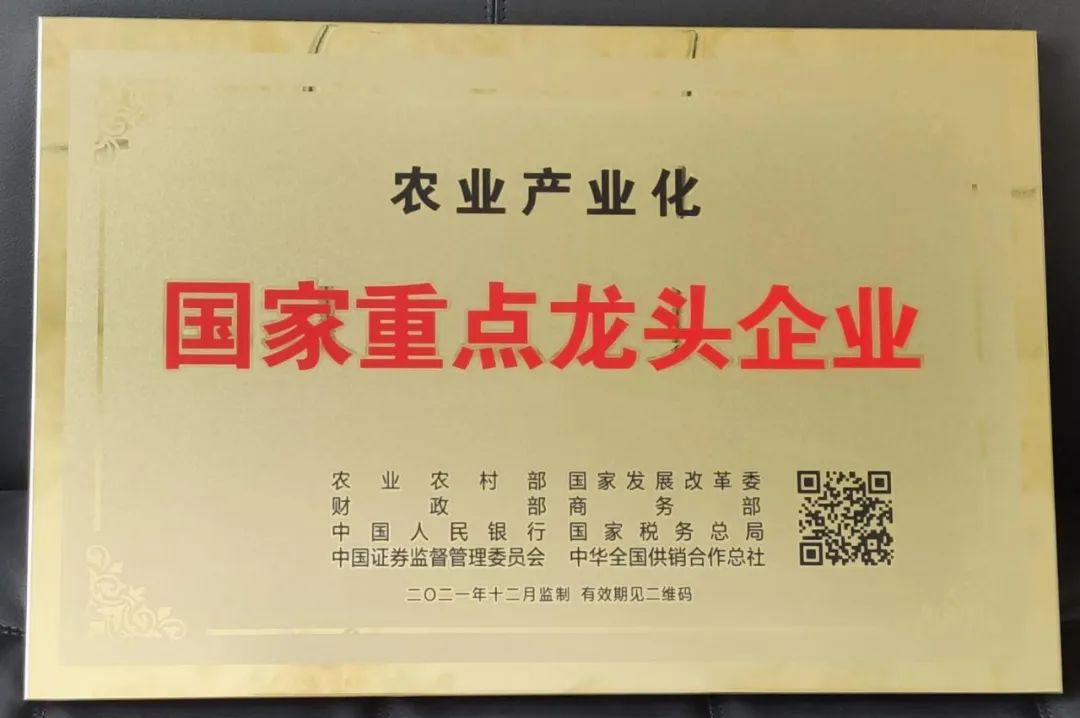 农业产业化
国家重点龙头企业
农业农村部 国家发展改革委
财政部 商务部
中国人民银行 国家税务总局
中国证券监督管理委员会 中华全国供销合作总社
二〇二一年十二月监制 有效期见二维码